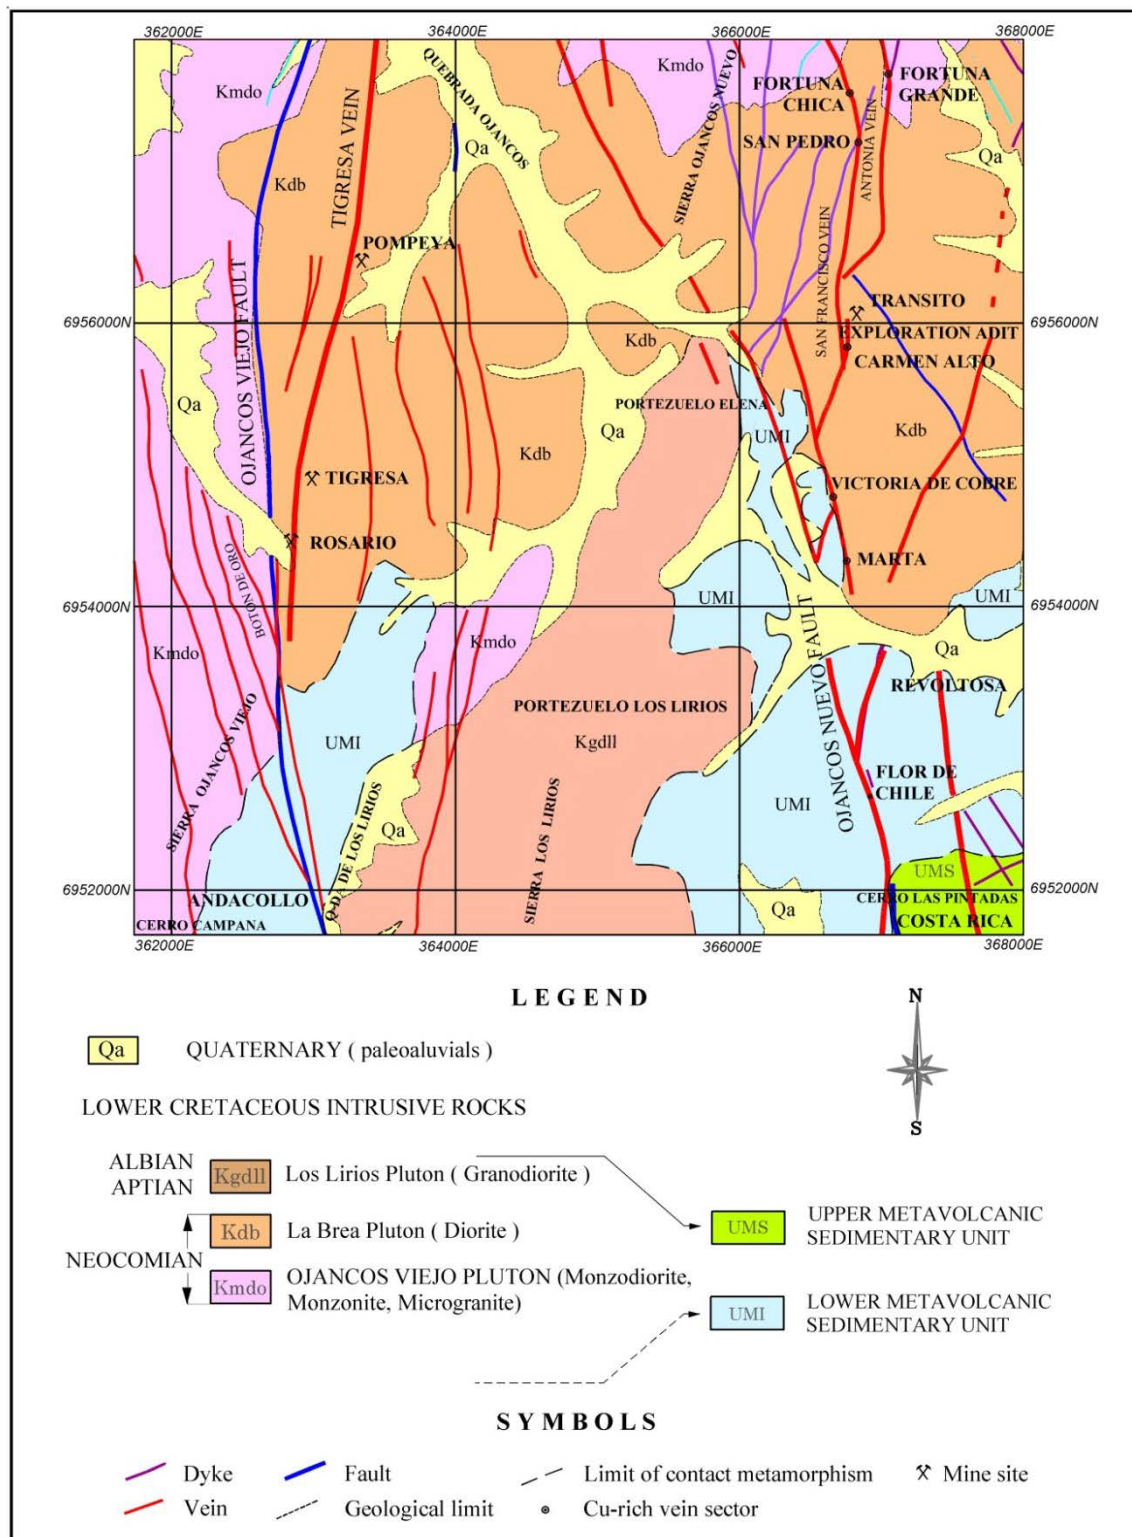 362000E
364000E
366000E
368000E
Kmdo
QUEBRADA OJANCOS
Kmdo
SIERRA OJANCOS NUEVO
FORTUNA
CHICA
FORTUNA
GRANDE
TIGRESA VEIN
Qa
SAN PEDRO
ANTONIA VEIN
Qa
Kdb
POMPEYA
SAN FRANCISCO VEIN
OJANCOS VIEJO FAULT
TRANSITO
6956000N
6956000N
EXPLORATION ADIT
Kdb
CARMEN ALTO
Qa
PORTEZUELO ELENA
Qa
UMI
Kdb
Kdb
TIGRESA
VICTORIA DE COBRE
ROSARIO
MARTA
BOTON DE ORO
UMI
UMI
6954000N
6954000N
Kmdo
Kmdo
OJANCOS NUEVO FAULT
Qa
REVOLTOSA
PORTEZUELO LOS LIRIOS
SIERRA OJANCOS VIEJO
UMI
Kgdll
FLOR DE
CHILE
UMI
Qa
SIERRA LOS LIRIOS
Q-DA DE LOS LIRIOS
UMS
6952000N
6952000N
ANDACOLLO
CERRO LAS PINTADAS
Qa
CERRO CAMPANA
COSTA RICA
362000E
364000E
366000E
368000E
LEGEND
N
S
Qa QUATERNARY ( paleoaluvials )
LOWER CRETACEOUS INTRUSIVE ROCKS
ALBIAN
APTIAN
Kgdll Los Lirios Pluton ( Granodiorite )
NEOCOMIAN
Kdb La Brea Pluton ( Diorite )
Kmdo OJANCOS VIEJO PLUTON (Monzodiorite,
Monzonite, Microgranite)
UMS UPPER METAVOLCANIC
SEDIMENTARY UNIT
UMI LOWER METAVOLCANIC
SEDIMENTARY UNIT
SYMBOLS
Dyke Fault Limit of contact metamorphism Mine site
Vein Geological limit Cu-rich vein sector